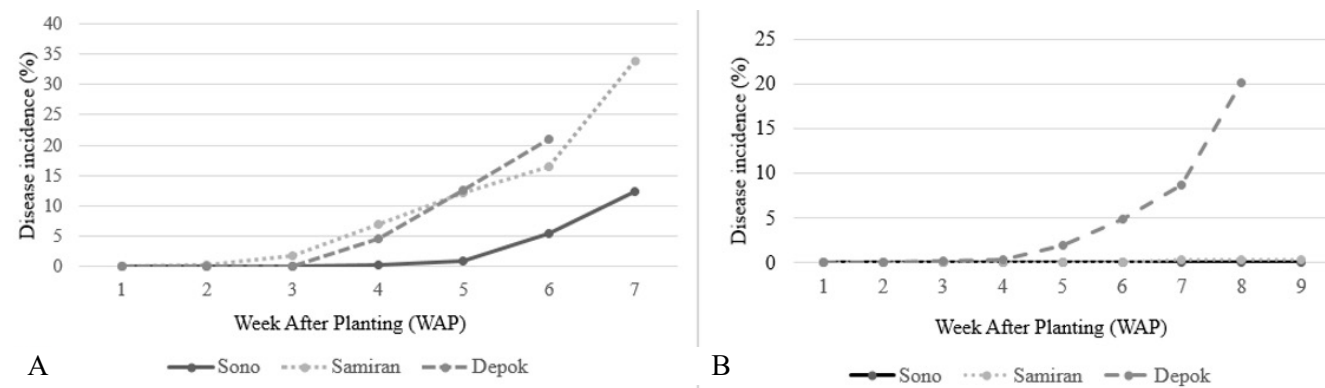 40
35
30
25
20
15
10
5
0
Disease incidence (%)
1 2 3 4 5 6 7
Week After Planting (WAP)
A
Sono Samiran Depok
25
20
15
10
5
0
Disease incidence (%)
1 2 3 4 5 6 7 8 9
Week After Planting (WAP)
B
Sono Samiran Depok